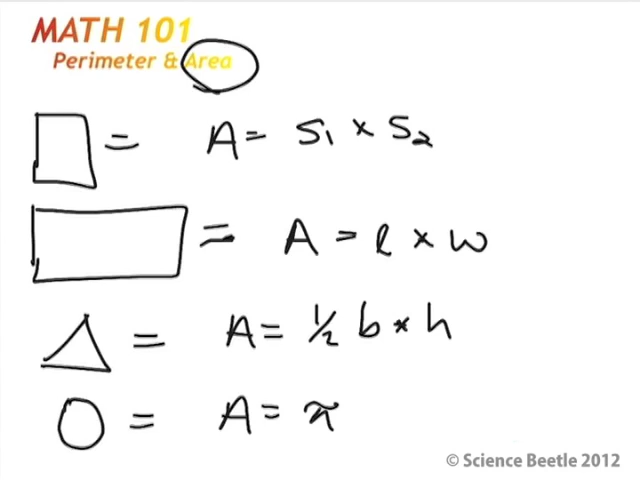 MATH 101
Perimeter & Area
= A = S1 x S2
= A = l x w
= A = 1/2 b x h
= A = π
© Science Beetle 2012